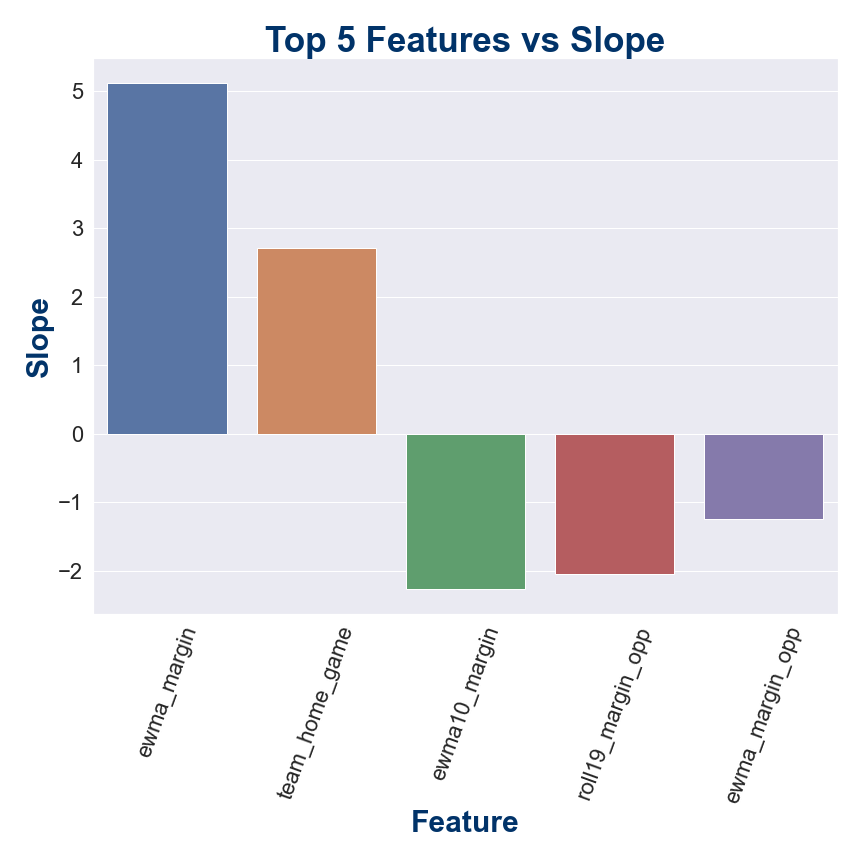 Top 5 Features vs Slope
Slope
5
4
3
2
1
0
−1
−2
ewma_margin
team_home_game
ewma10_margin
roll19_margin_opp
ewma_margin_opp
Feature